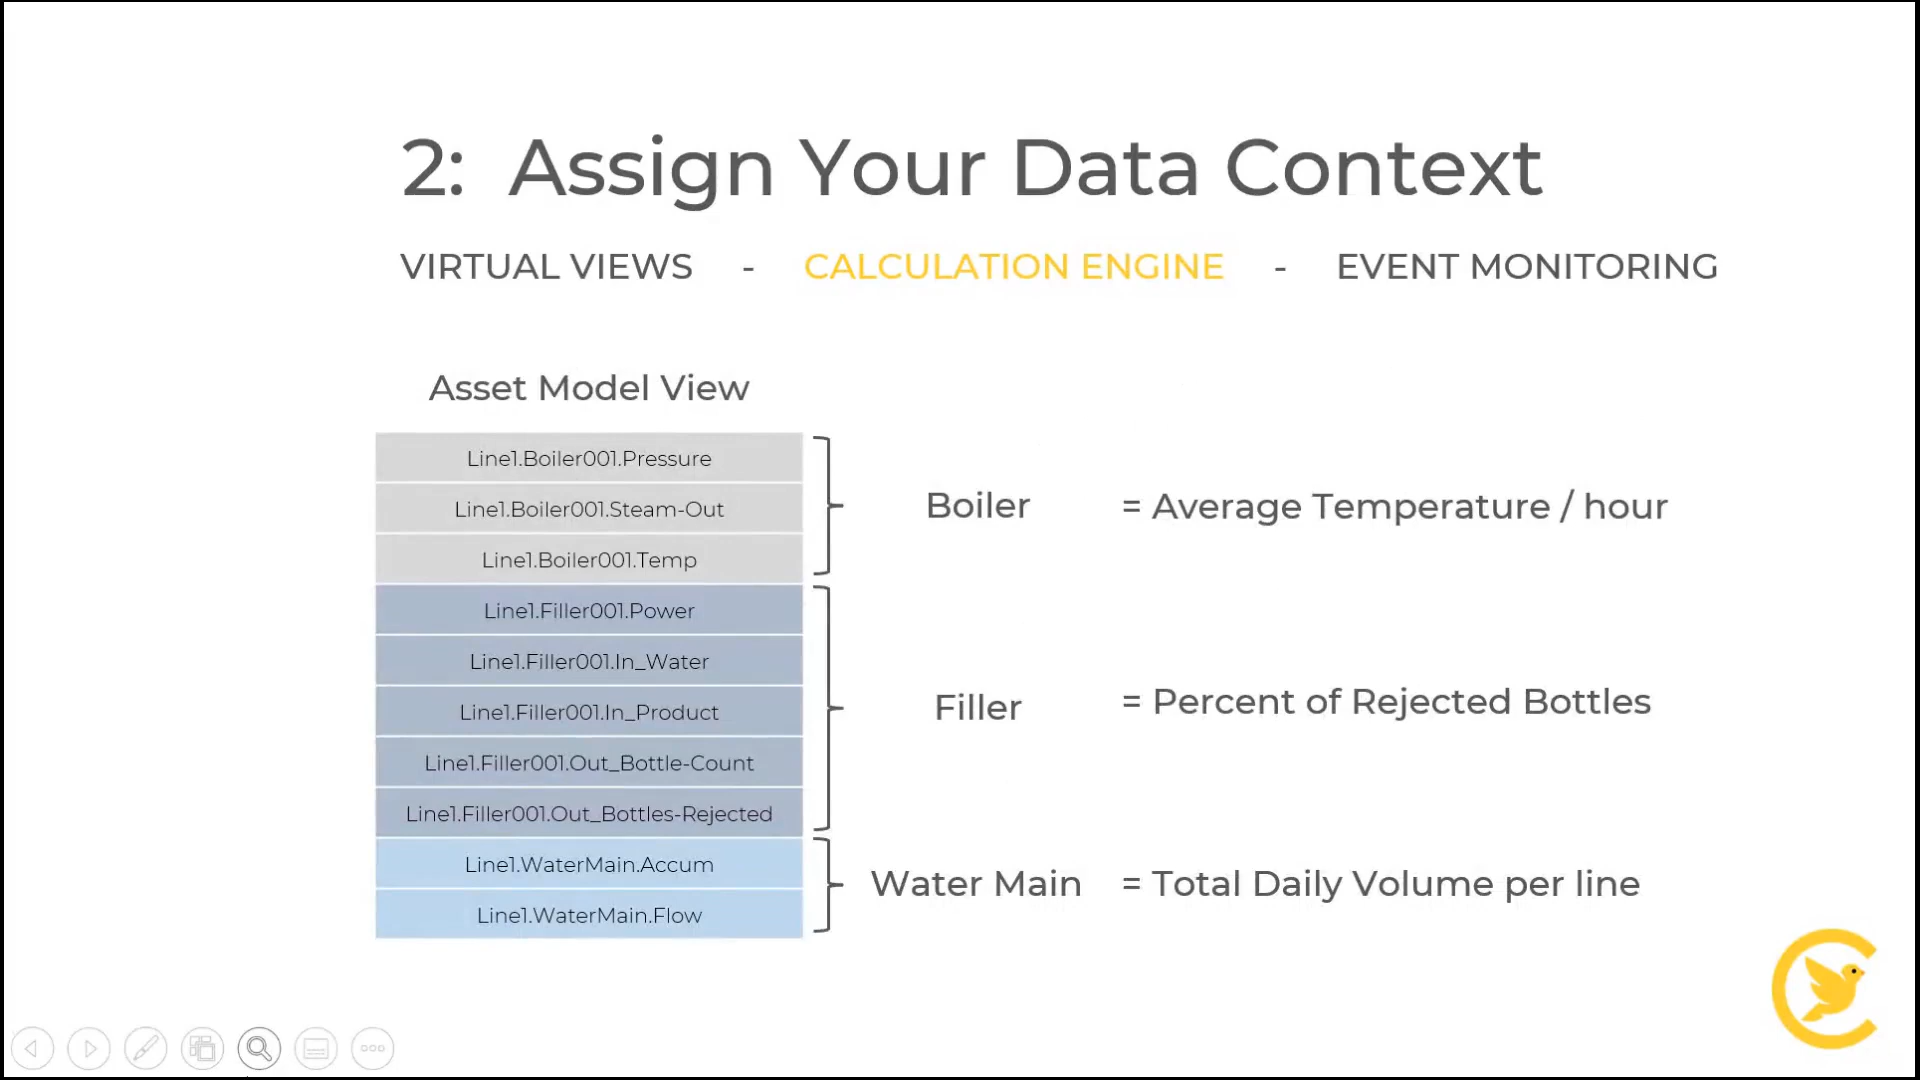 2: Assign Your Data Context
VIRTUAL VIEWS - CALCULATION ENGINE - EVENT MONITORING
Asset Model View
Line1.Boiler001.Pressure
Line1.Boiler001.Steam-Out
Line1.Boiler001.Temp
Boiler = Average Temperature / hour
Line1.Filler001.Power
Line1.Filler001.In_Water
Line1.Filler001.In_Product
Line1.Filler001.Out_Bottle-Count
Line1.Filler001.Out_Bottles-Rejected
Filler = Percent of Rejected Bottles
Line1.WaterMain.Accum
Line1.WaterMain.Flow
Water Main = Total Daily Volume per line